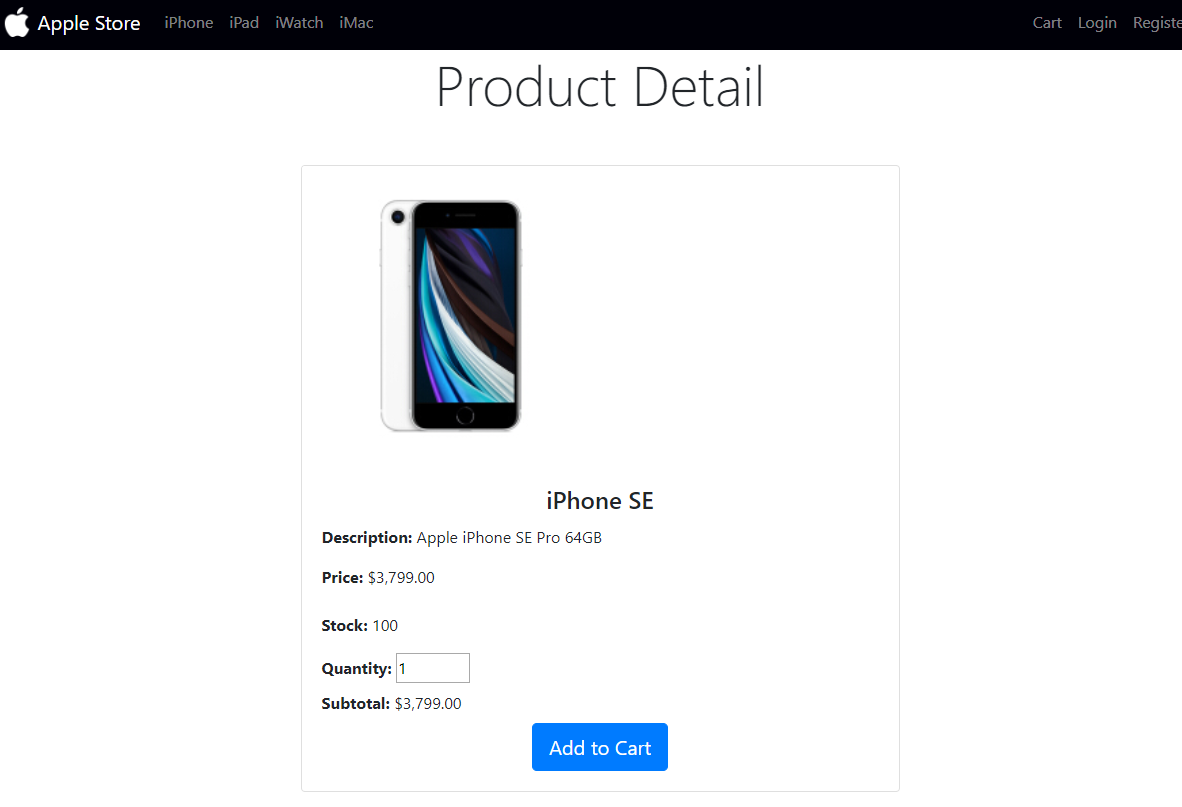 Apple Store iPhone iPad iWatch iMac Cart Login Registe
Product Detail
iPhone SE
Description: Apple iPhone SE Pro 64GB
Price: $3,799.00
Stock: 100
Quantity: 1
Subtotal: $3,799.00
Add to Cart